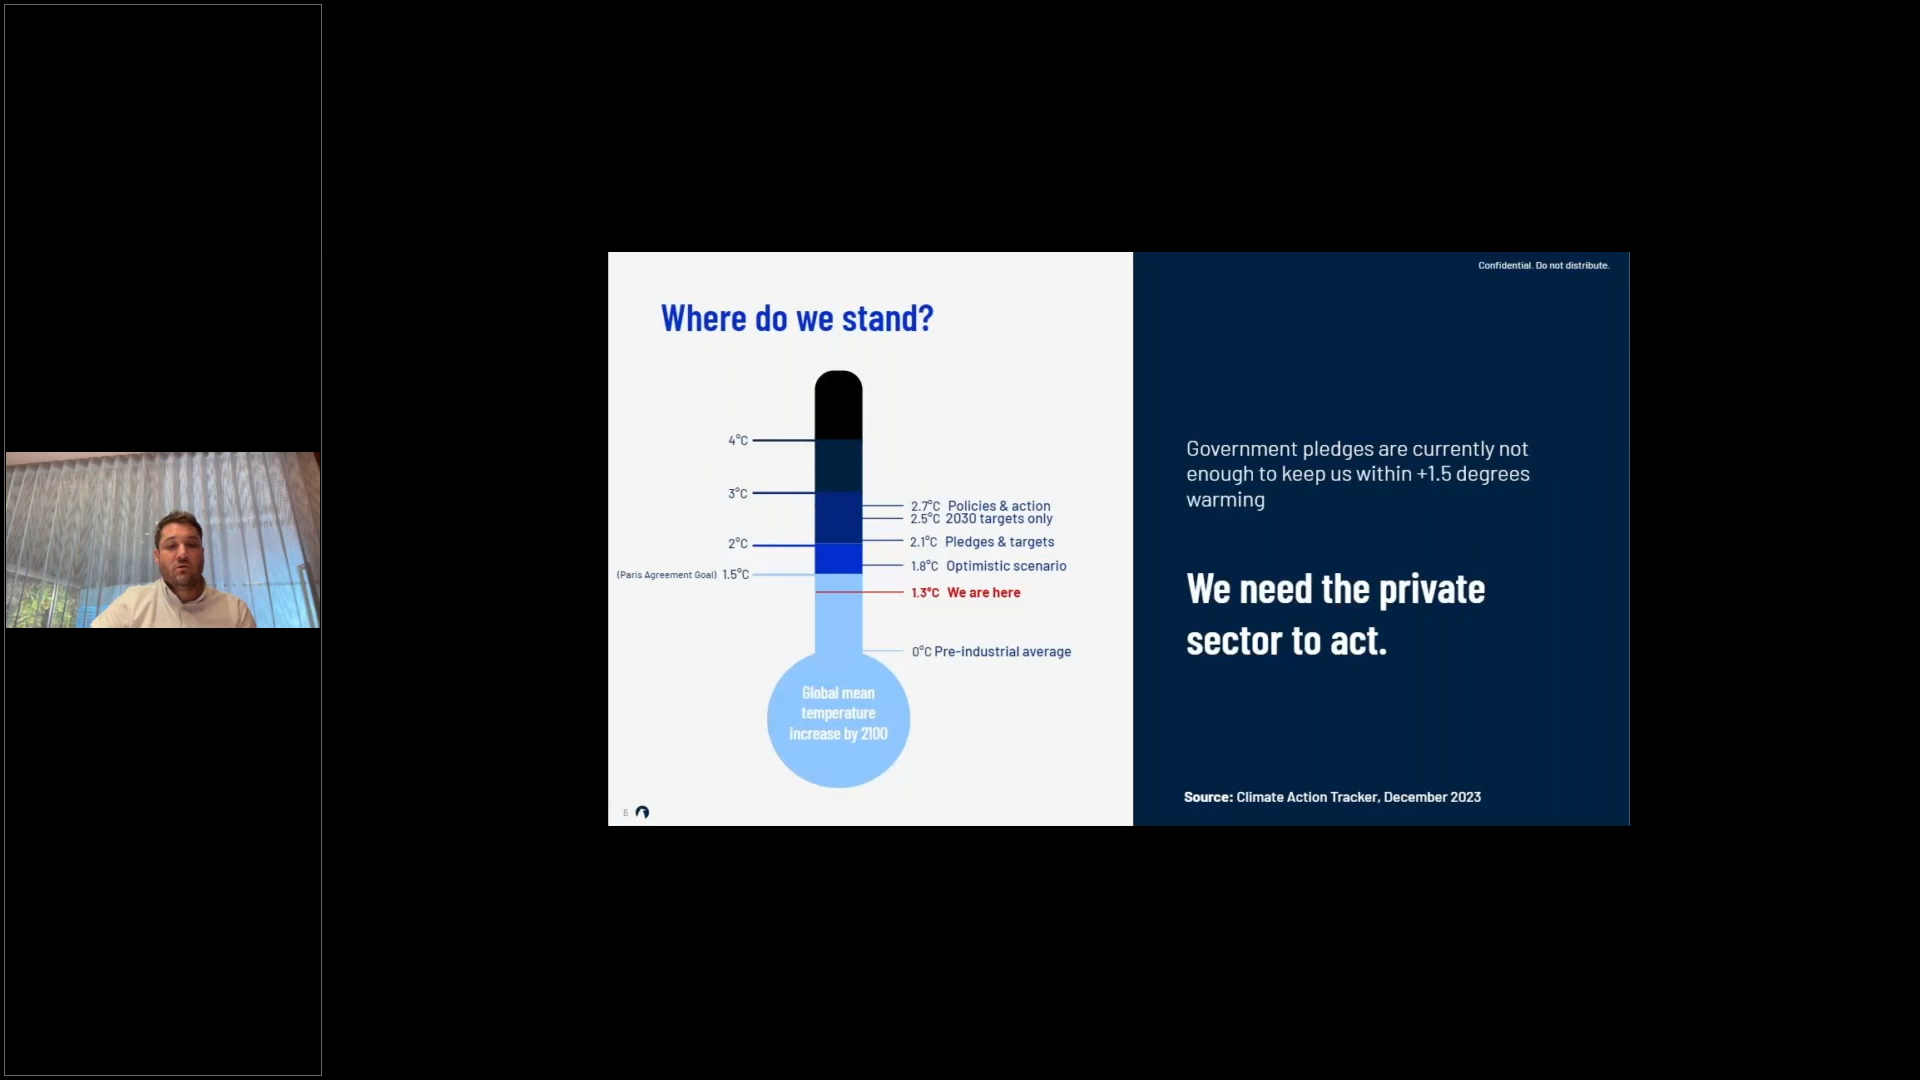 Confidential. Do not distribute.
Where do we stand?
4°C
3°C
2°C
(Paris Agreement Goal) 1.5°C
2.7°C Policies & action
2.5°C 2030 targets only
2.1°C Pledges & targets
1.8°C Optimistic scenario
1.3°C We are here
0°C Pre-industrial average
Global mean
temperature
increase by 2100
6
Government pledges are currently not
enough to keep us within +1.5 degrees
warming
We need the private
sector to act.
Source: Climate Action Tracker, December 2023